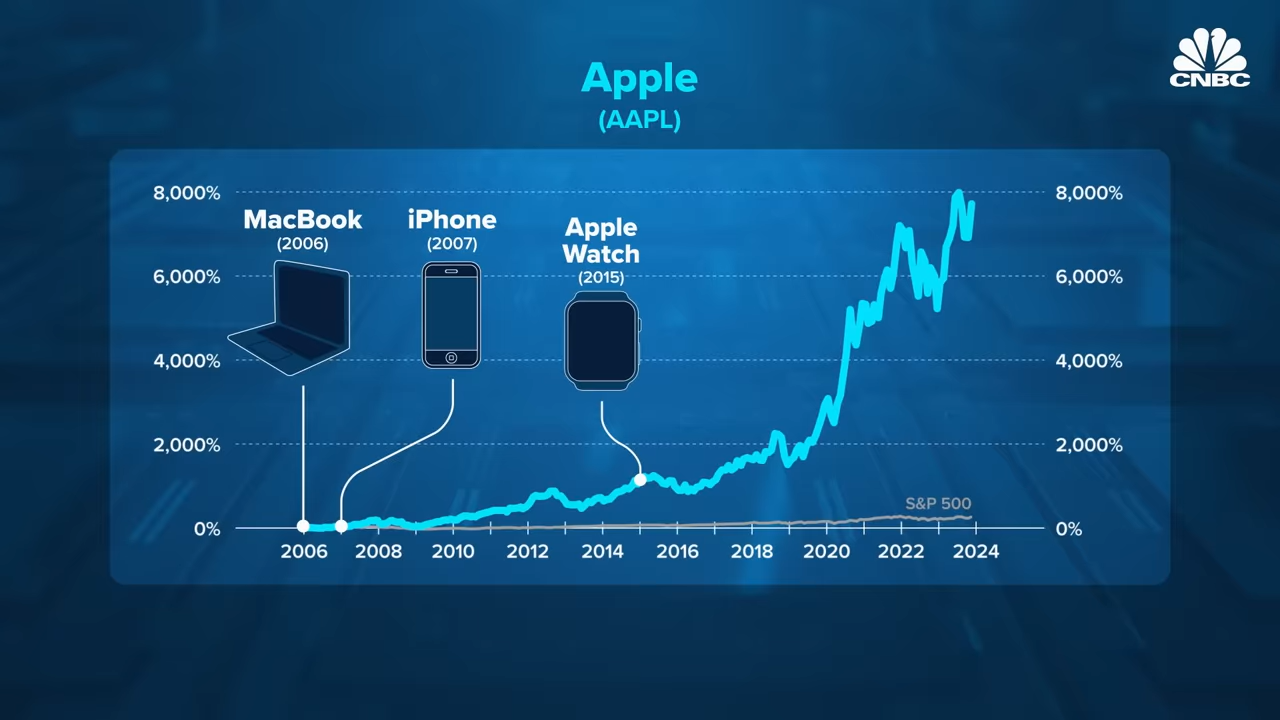 CNBC
Apple
(AAPL)
8,000%
8,000%
MacBook
(2006)
iPhone
(2007)
Apple
Watch
(2015)
6,000%
6,000%
4,000%
4,000%
2,000%
2,000%
S&P 500
0%
0%
2006 2008 2010 2012 2014 2016 2018 2020 2022 2024